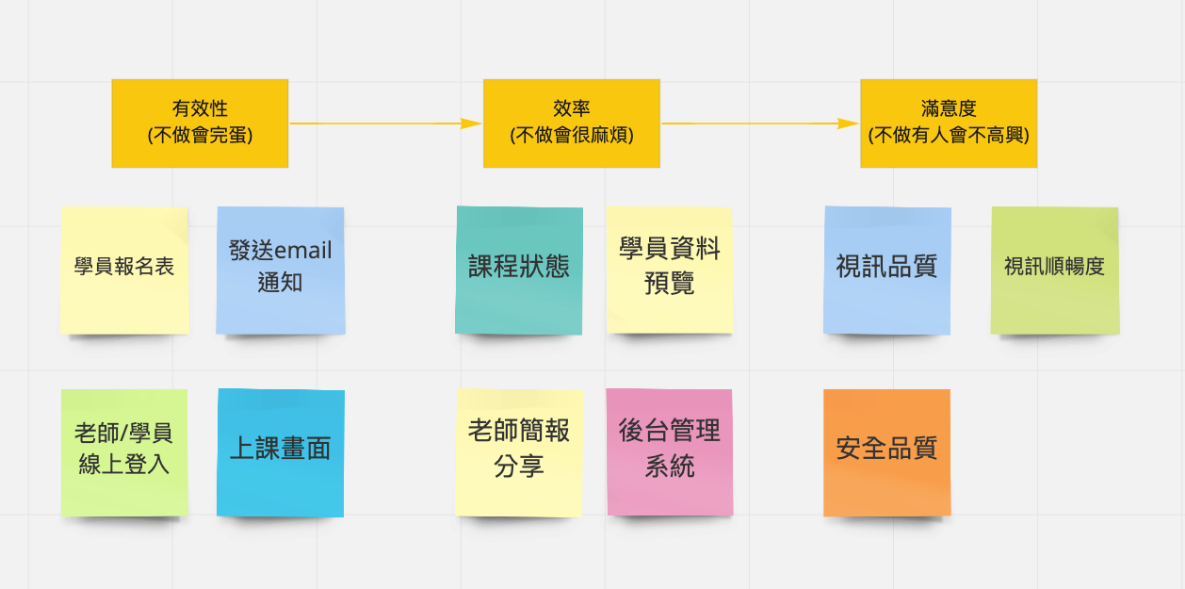 有效性
(不做會完蛋)
效率
(不做會很麻煩)
滿意度
(不做有人會不高興)
學員報名表
發送email
通知
課程狀態
學員資料
預覽
視訊品質
視訊順暢度
老師/學員
線上登入
上課畫面
老師簡報
分享
後台管理
系統
安全品質